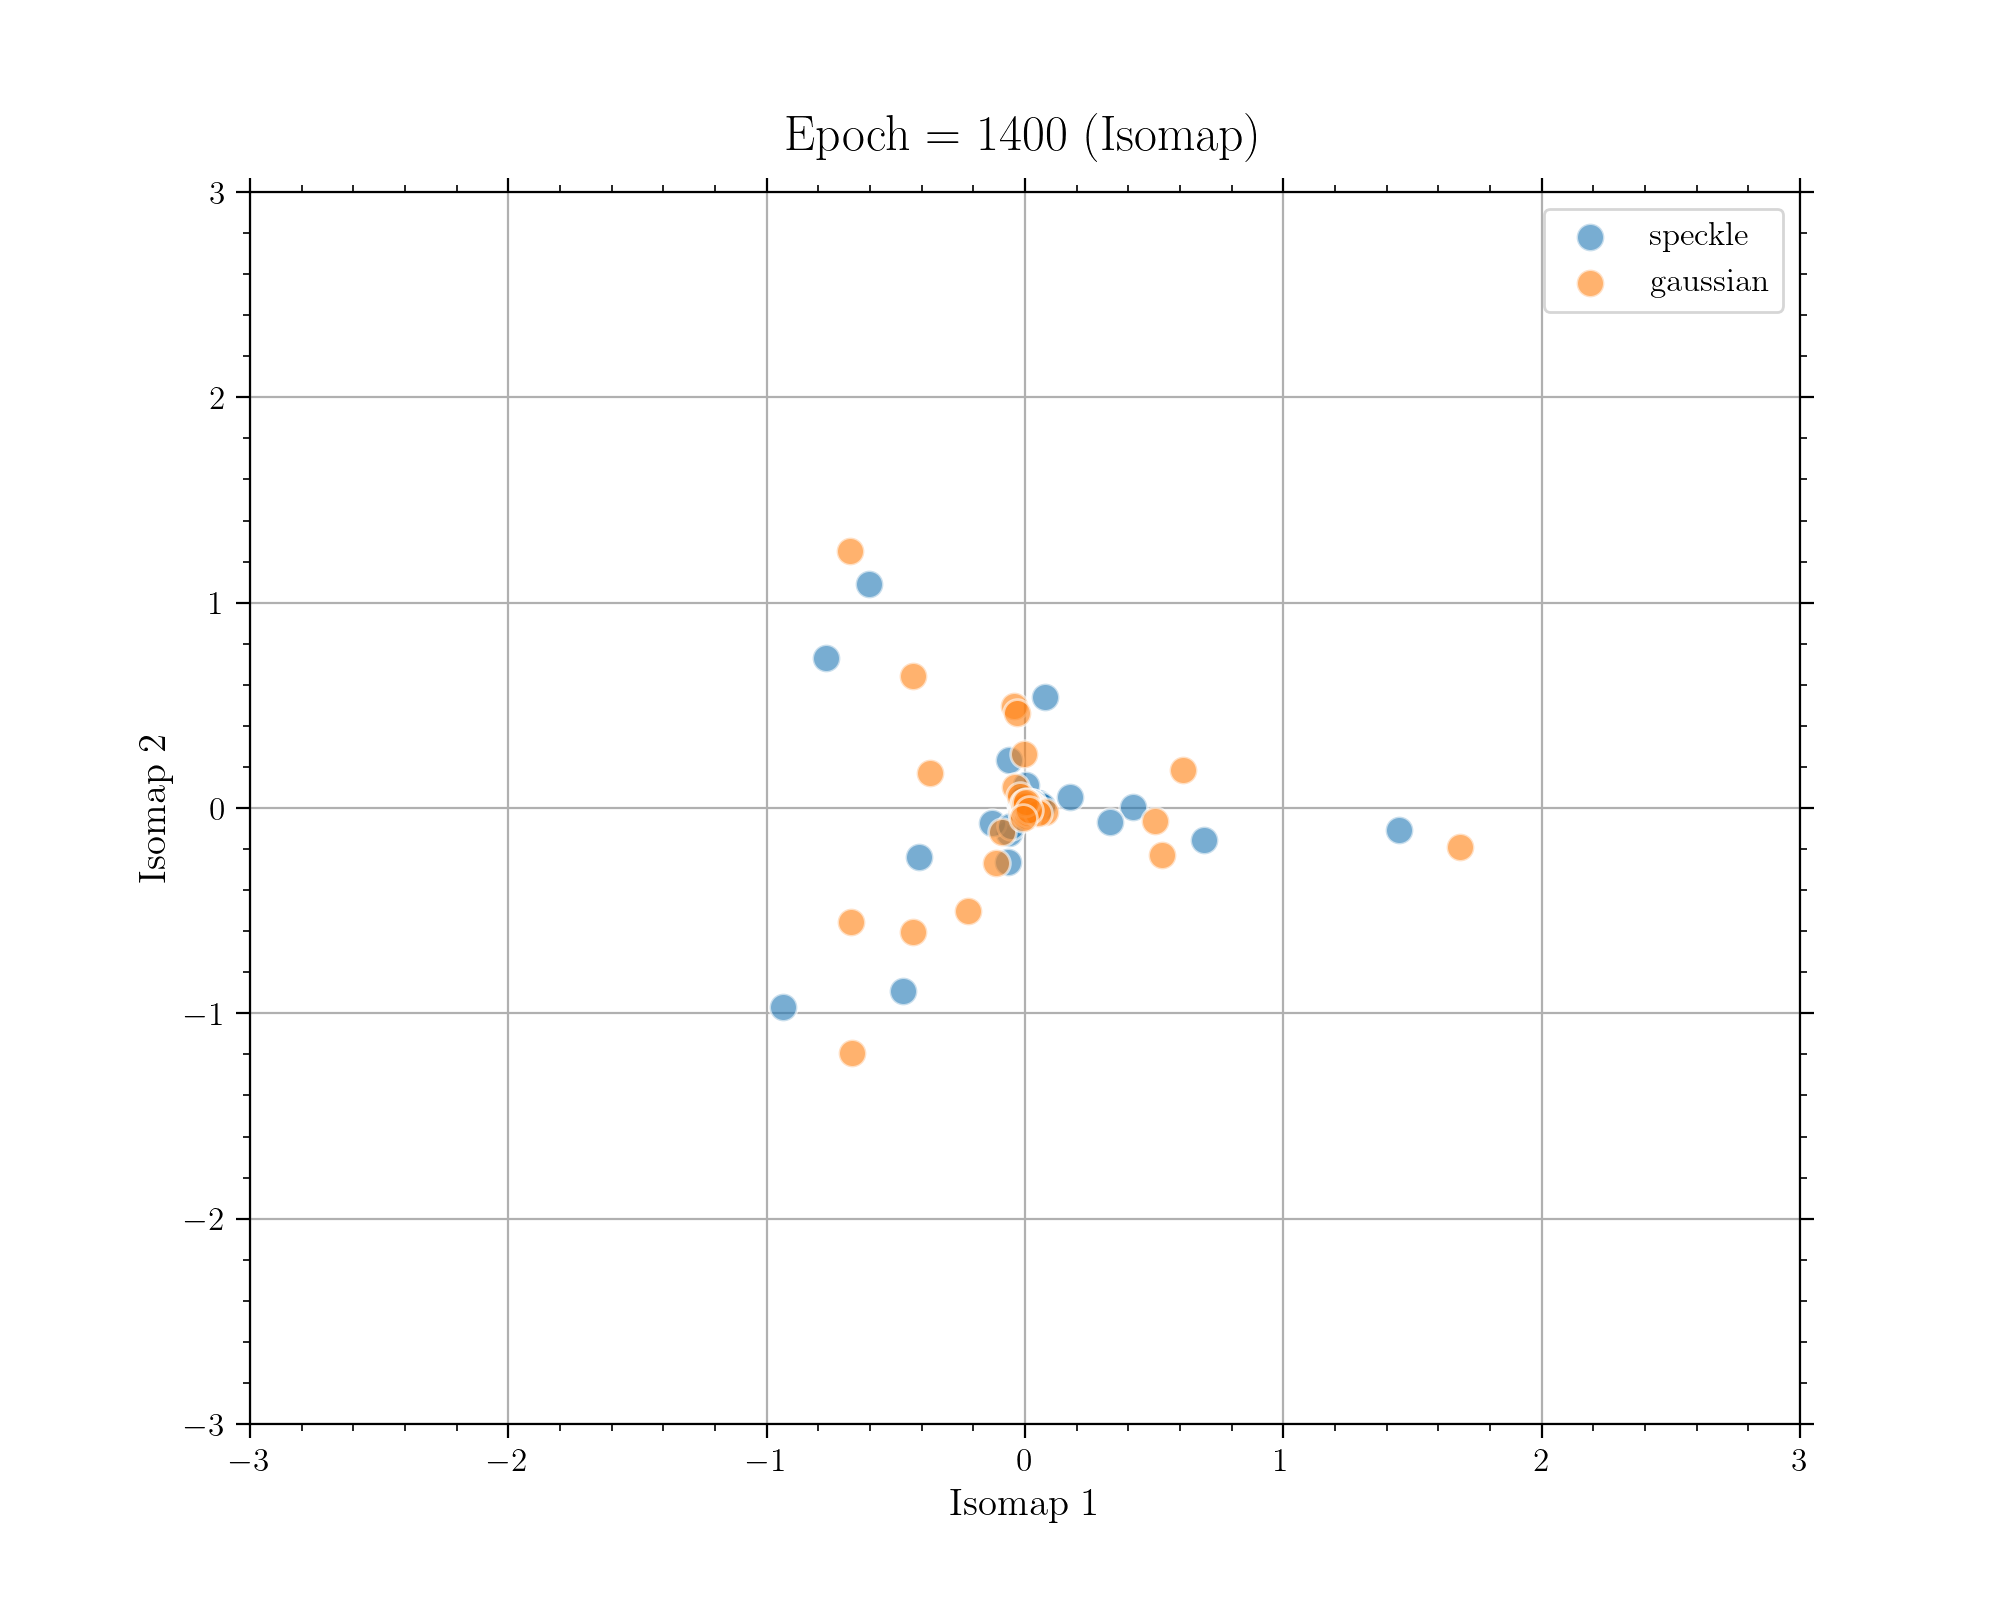 Epoch = 1400 (Isomap)
speckle
gaussian
3
2
1
0
−1
−2
−3
Isomap 2
−3
−2
−1
0
1
2
3
Isomap 1